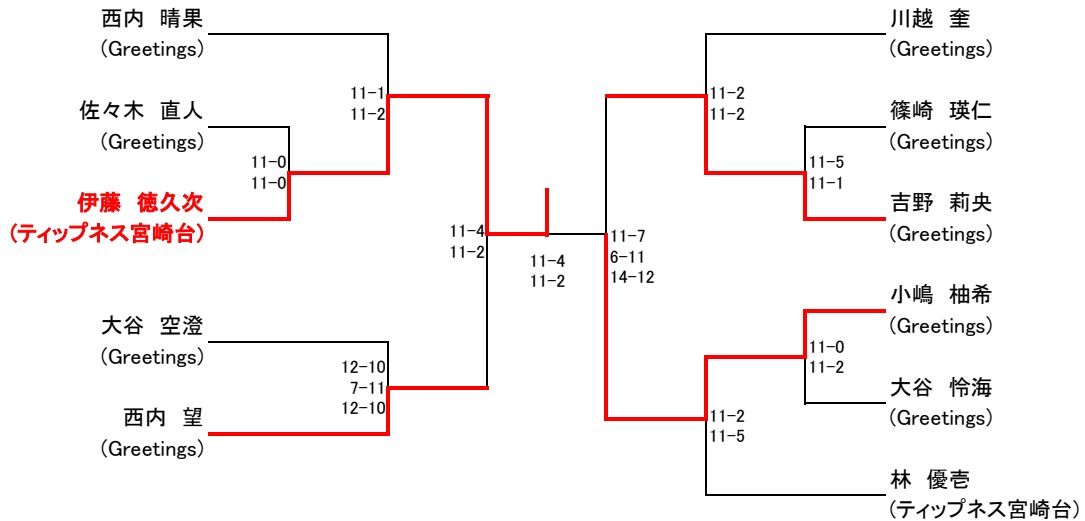 西内 晴果
(Greetings)
佐々木 直人
(Greetings)
伊藤 徳久次
(ティップネス宮崎台)
大谷 空澄
(Greetings)
西内 望
(Greetings)
11-1
11-2
11-0
11-0
12-10
7-11
12-10
11-4
11-2
11-4
11-2
11-7
6-11
14-12
11-2
11-2
11-5
11-1
11-0
11-2
11-2
11-5
川越 奎
(Greetings)
篠崎 瑛仁
(Greetings)
吉野 莉央
(Greetings)
小嶋 柚希
(Greetings)
大谷 怜海
(Greetings)
林 優壱
(ティップネス宮崎台)